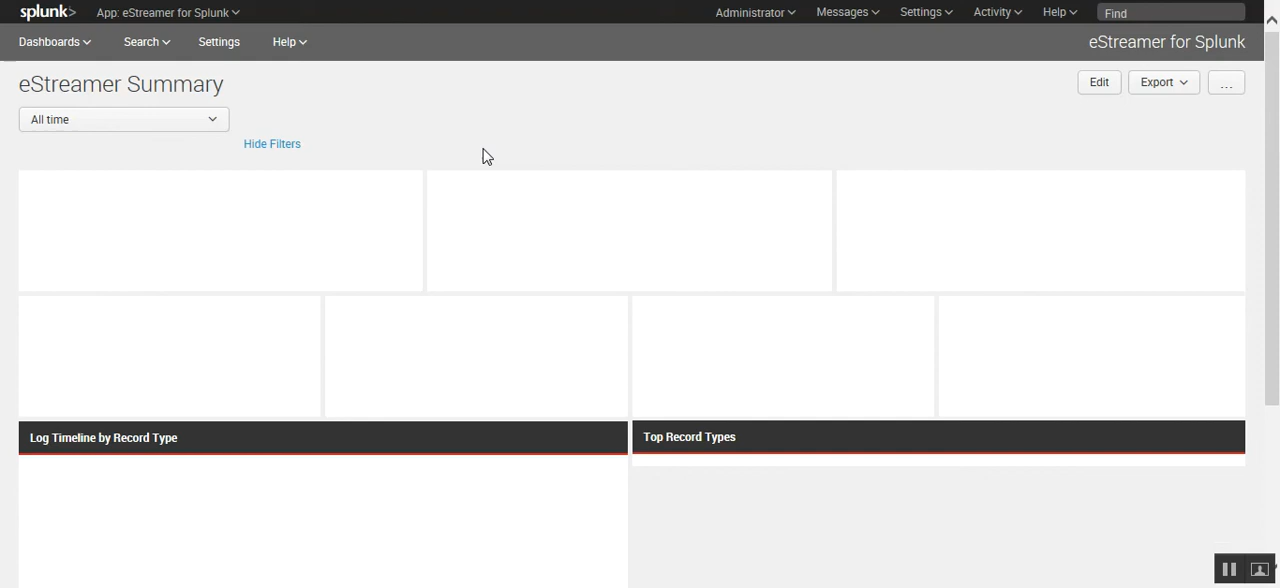 splunk> App: eStreamer for Splunk Administrator Messages Settings Activity Help Find
Dashboards Search Settings Help eStreamer for Splunk
eStreamer Summary Edit Export ...
All time
Hide Filters
Log Timeline by Record Type Top Record Types